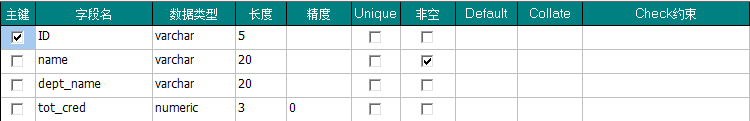 主键 字段名 数据类型 长度 精度 Unique 非空 Default Collate Check约束
ID varchar 5
name varchar 20
dept_name varchar 20
tot_cred numeric 3 0